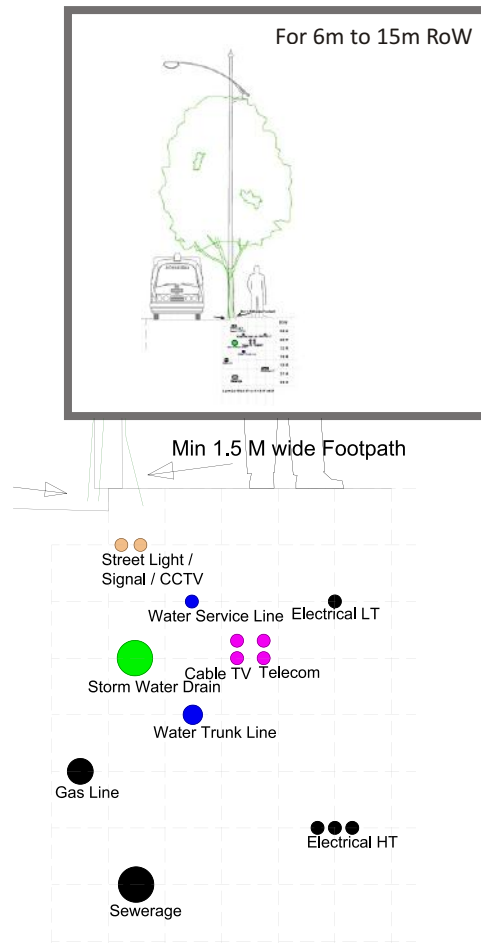 For 6m to 15m RoW
Min 1.5 M wide Footpath
Street Light /
Signal / CCTV
Water Service Line
Electrical LT
Cable TV
Telecom
Storm Water Drain
Water Trunk Line
Gas Line
Electrical HT
Sewerage